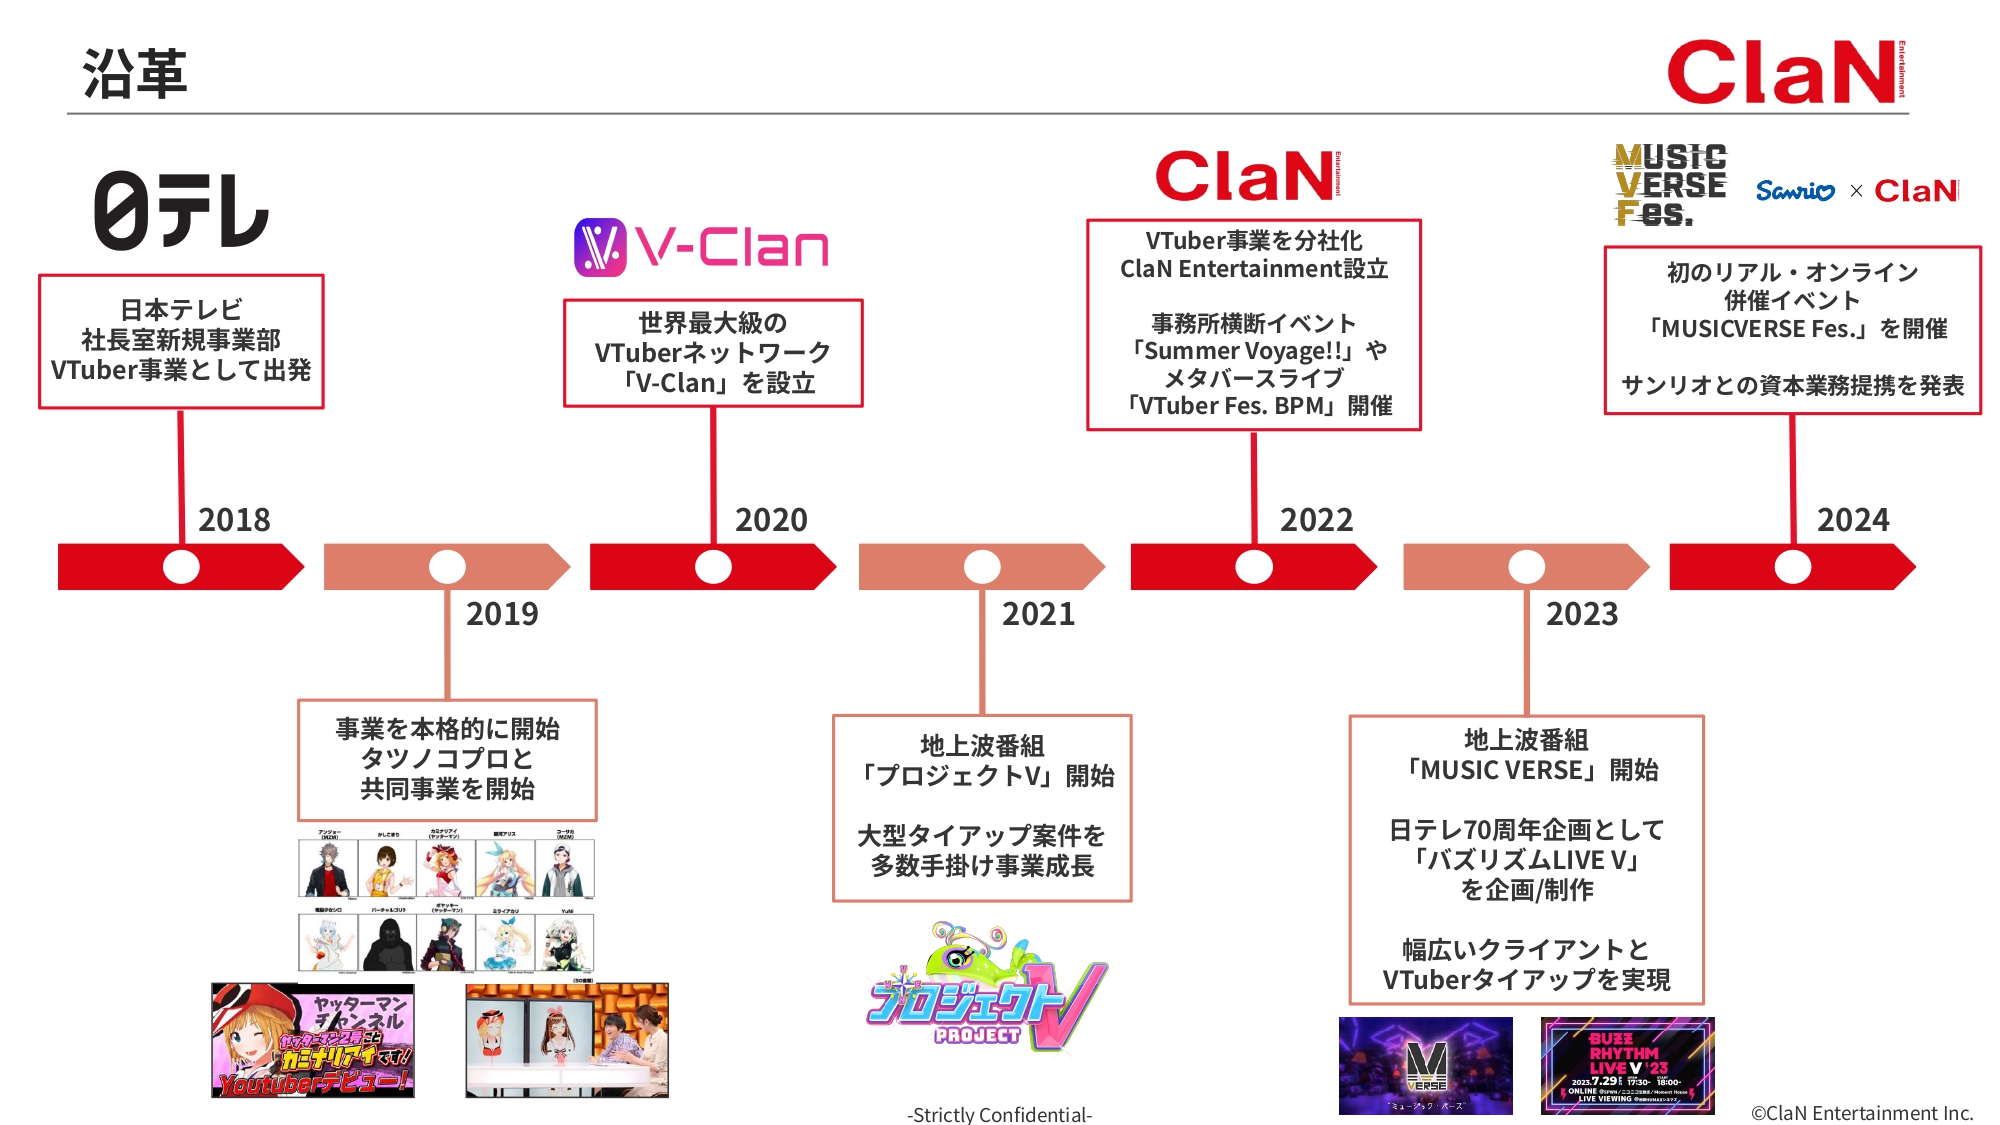 沿革
ClaN Entertainment
日テレ
日本テレビ
社長室新規事業部
VTuber事業として出発
2018
V-Clan
世界最大級の
VTuberネットワーク
「V-Clan」を設立
2020
ClaN Entertainment
VTuber事業を分社化
ClaN Entertainment設立
事務所横断イベント
「Summer Voyage!!」や
メタバースライブ
「VTuber Fes. BPM」開催
2022
MUSIC
VERSE
Fes.
Sanrio × ClaN
初のリアル・オンライン
併催イベント
「MUSICVERSE Fes.」を開催
サンリオとの資本業務提携を発表
2024
2019
事業を本格的に開始
タツノコプロと
共同事業を開始
アンジョー
(MZM)
かしこまり
カミナリアイ
(ヤッターマン)
銀河アリス
コーサカ
(MZM)
電脳少女シロ
バーチャルゴリラ
ボヤッキー
(ヤッターマン)
ミライアカリ
YuNi
(50音順)
ヤッターマン
チャンネル
ヤッターマン2号こと
カミナリアイです!
Youtuberデビュー!
2021
地上波番組
「プロジェクトV」開始
大型タイアップ案件を
多数手掛け事業成長
プロジェクトV
PROJECT
2023
地上波番組
「MUSIC VERSE」開始
日テレ70周年企画として
「バズリズムLIVE V」
を企画/制作
幅広いクライアントと
VTuberタイアップを実現
VERSE
"ミュージック・バース"
BUZZ
RHYTHM
LIVE V '23
2023.7.29 OPEN 17:30- START 18:00-
LIVE VIEWING
-Strictly Confidential-
©ClaN Entertainment Inc.